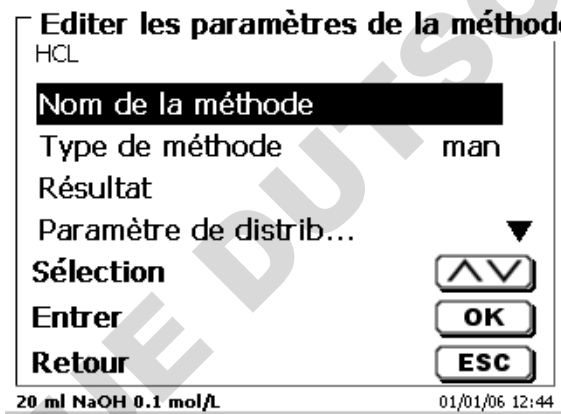 Editer les paramètres de la méthode
HCL
Nom de la méthode
Type de méthode man
Résultat
Paramètre de distrib...
Sélection
Entrer OK
Retour ESC
20 ml NaOH 0.1 mol/L 01/01/06 12:44